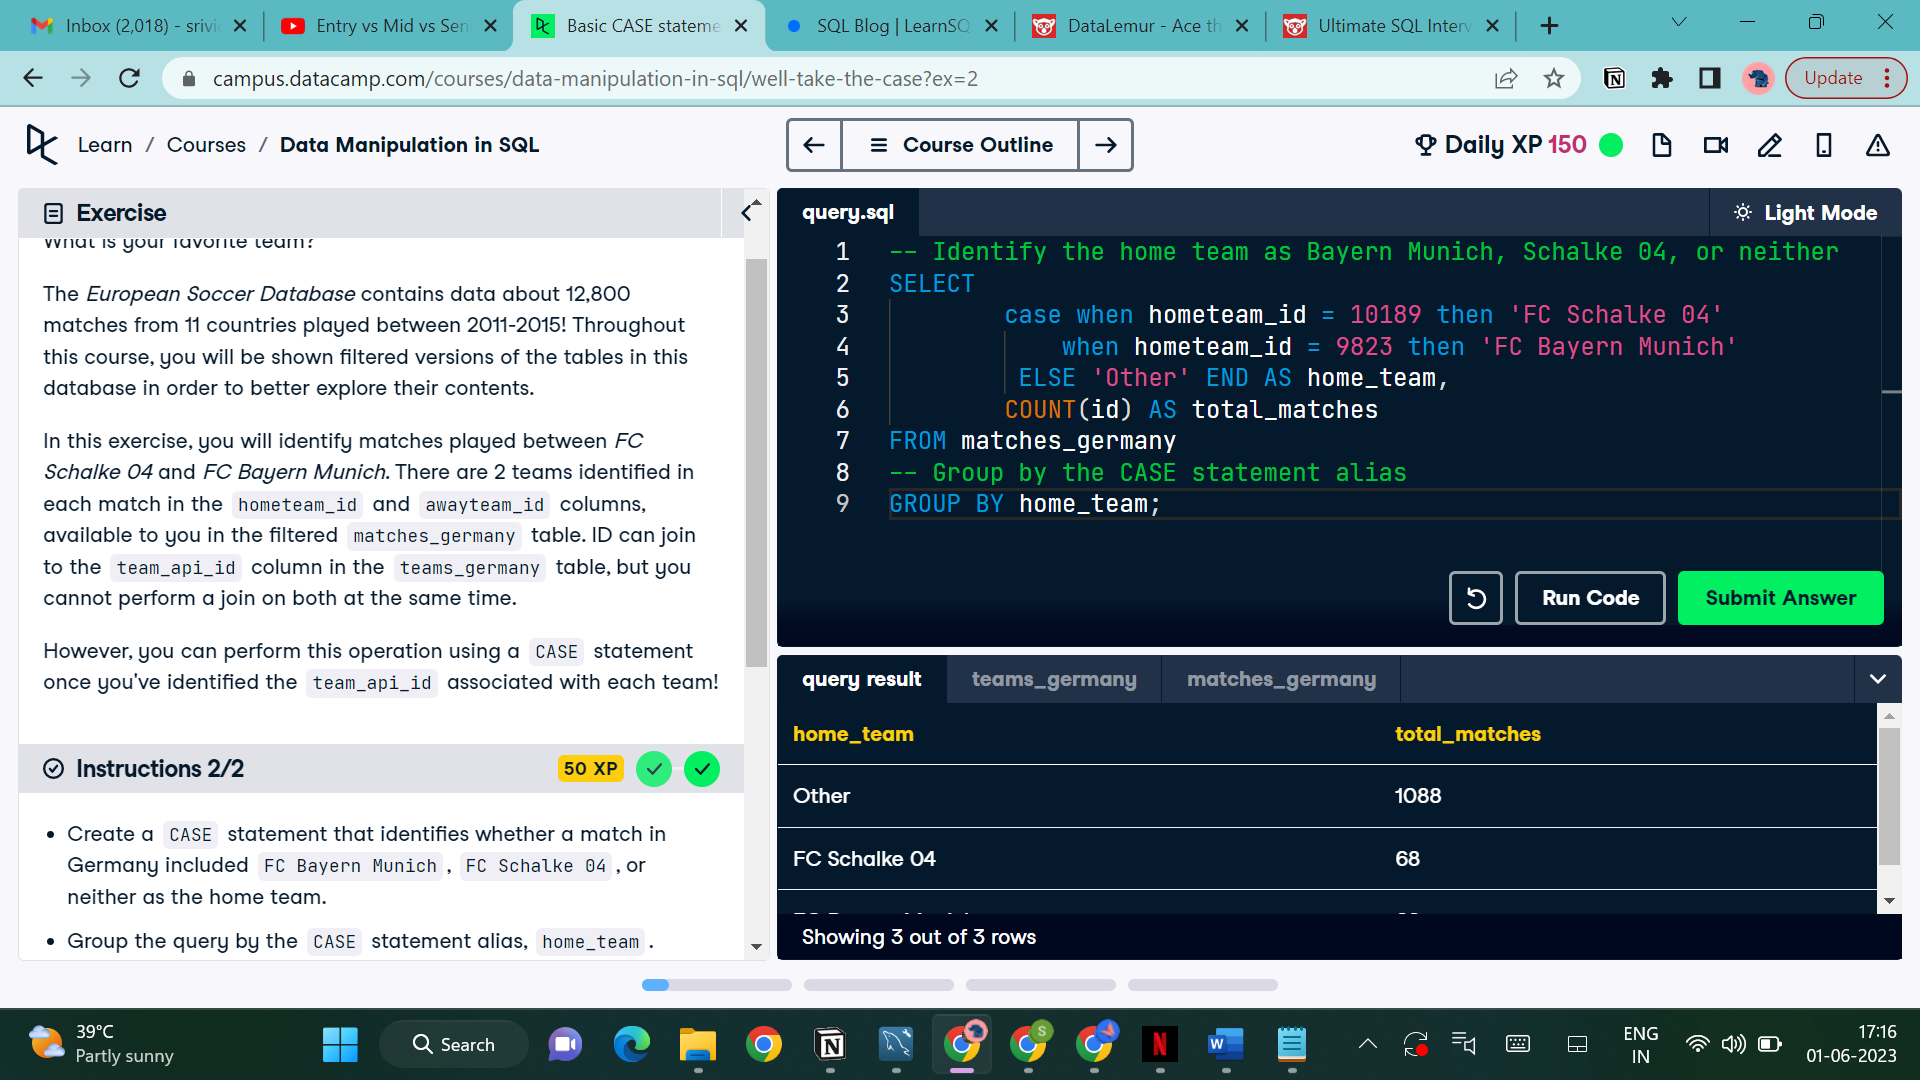 Inbox (2,018) - srivi
Entry vs Mid vs Sen
Basic CASE stateme
SQL Blog | LearnSQ
DataLemur - Ace th
Ultimate SQL Interv
campus.datacamp.com/courses/data-manipulation-in-sql/well-take-the-case?ex=2
Update
Learn / Courses / Data Manipulation in SQL
Course Outline
Daily XP 150
Exercise
What is your favorite team?
The European Soccer Database contains data about 12,800
matches from 11 countries played between 2011-2015! Throughout
this course, you will be shown filtered versions of the tables in this
database in order to better explore their contents.
In this exercise, you will identify matches played between FC
Schalke 04 and FC Bayern Munich. There are 2 teams identified in
each match in the hometeam_id and awayteam_id columns,
available to you in the filtered matches_germany table. ID can join
to the team_api_id column in the teams_germany table, but you
cannot perform a join on both at the same time.
However, you can perform this operation using a CASE statement
once you've identified the team_api_id associated with each team!
Instructions 2/2
50 XP
• Create a CASE statement that identifies whether a match in
Germany included FC Bayern Munich, FC Schalke 04, or
neither as the home team.
• Group the query by the CASE statement alias, home_team.
query.sql
Light Mode
1 -- Identify the home team as Bayern Munich, Schalke 04, or neither
2 SELECT
3 case when hometeam_id = 10189 then 'FC Schalke 04'
4 when hometeam_id = 9823 then 'FC Bayern Munich'
5 ELSE 'Other' END AS home_team,
6 COUNT(id) AS total_matches
7 FROM matches_germany
8 -- Group by the CASE statement alias
9 GROUP BY home_team;
Run Code
Submit Answer
query result
teams_germany
matches_germany
home_team total_matches
Other 1088
FC Schalke 04 68
Showing 3 out of 3 rows
39°C
Partly sunny
Search
S
N
W
ENG
IN
17:16
01-06-2023